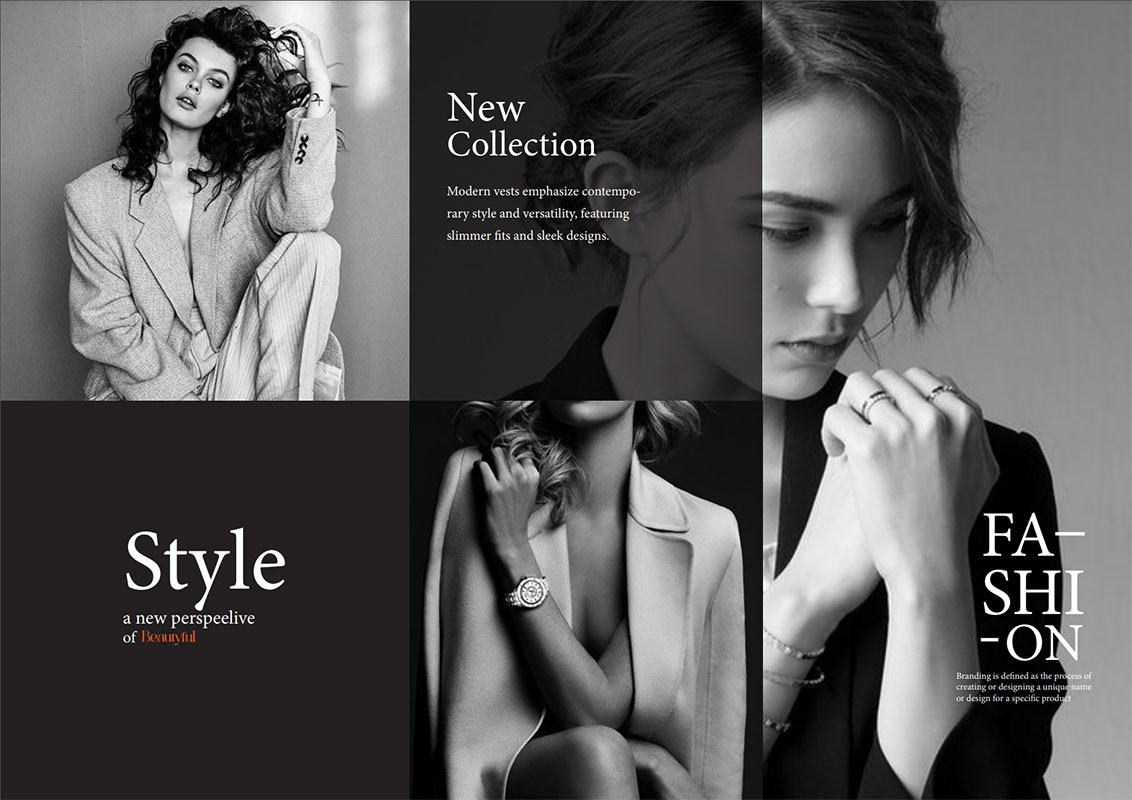 New
Collection
Modern vests emphasize contempo-
rary style and versatility, featuring
slimmer fits and sleek designs.
Style
a new perspeelive
of Beautyful
FA-
SHI
-ON
Branding is defined as the process of
creating or designing a unique name
or design for a specific product